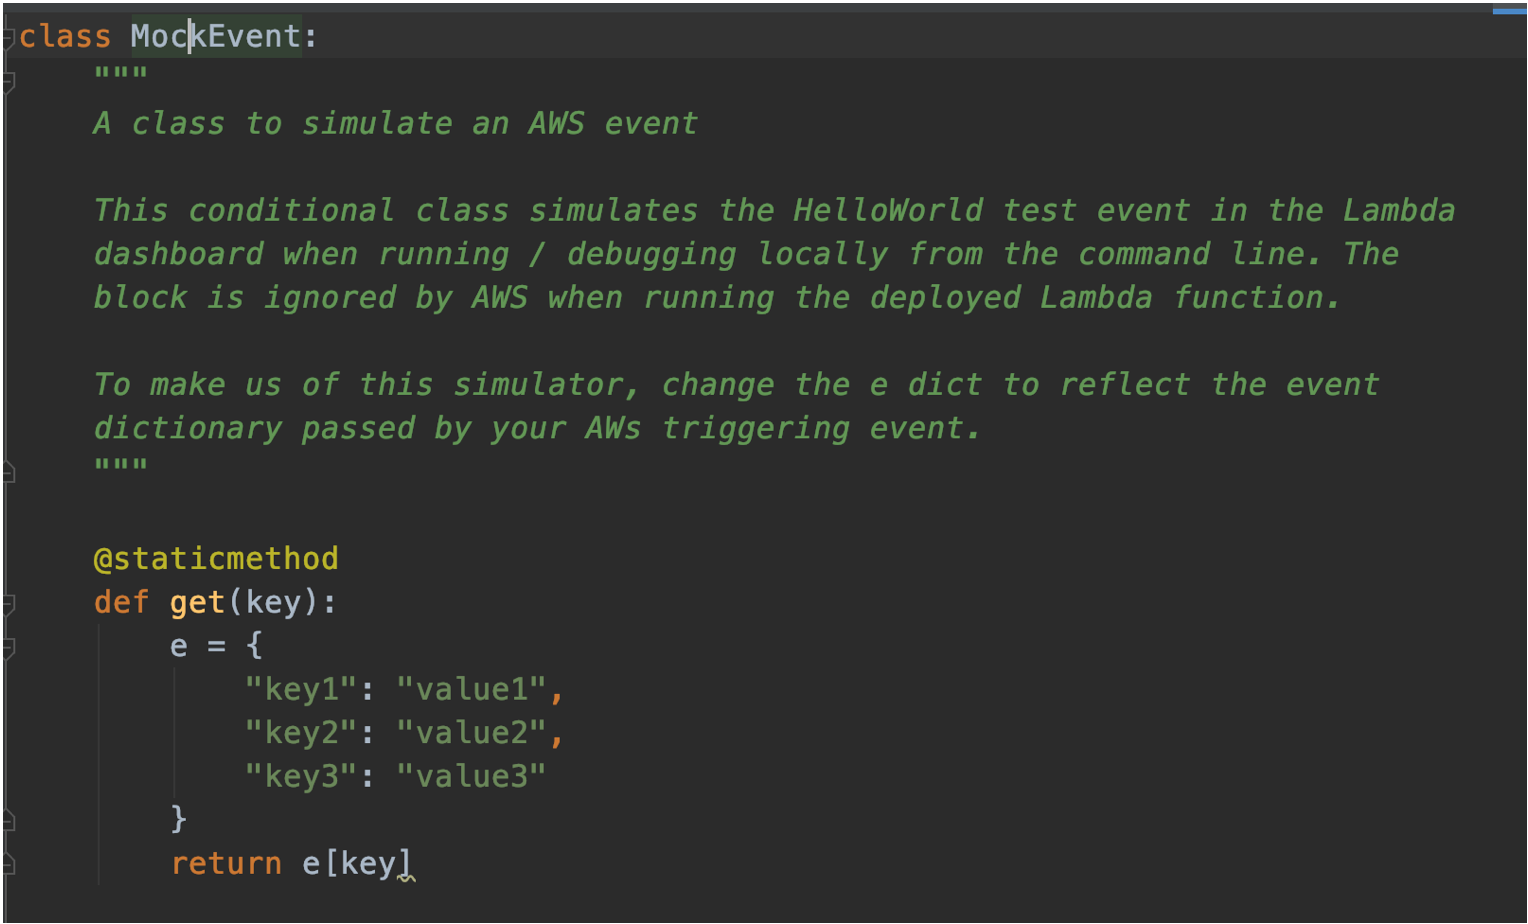 class MockEvent:
    """
    A class to simulate an AWS event

    This conditional class simulates the HelloWorld test event in the Lambda
    dashboard when running / debugging locally from the command line. The
    block is ignored by AWS when running the deployed Lambda function.

    To make us of this simulator, change the e dict to reflect the event
    dictionary passed by your AWs triggering event.
    """

    @staticmethod
    def get(key):
        e = {
            "key1": "value1",
            "key2": "value2",
            "key3": "value3"
        }
        return e[key]